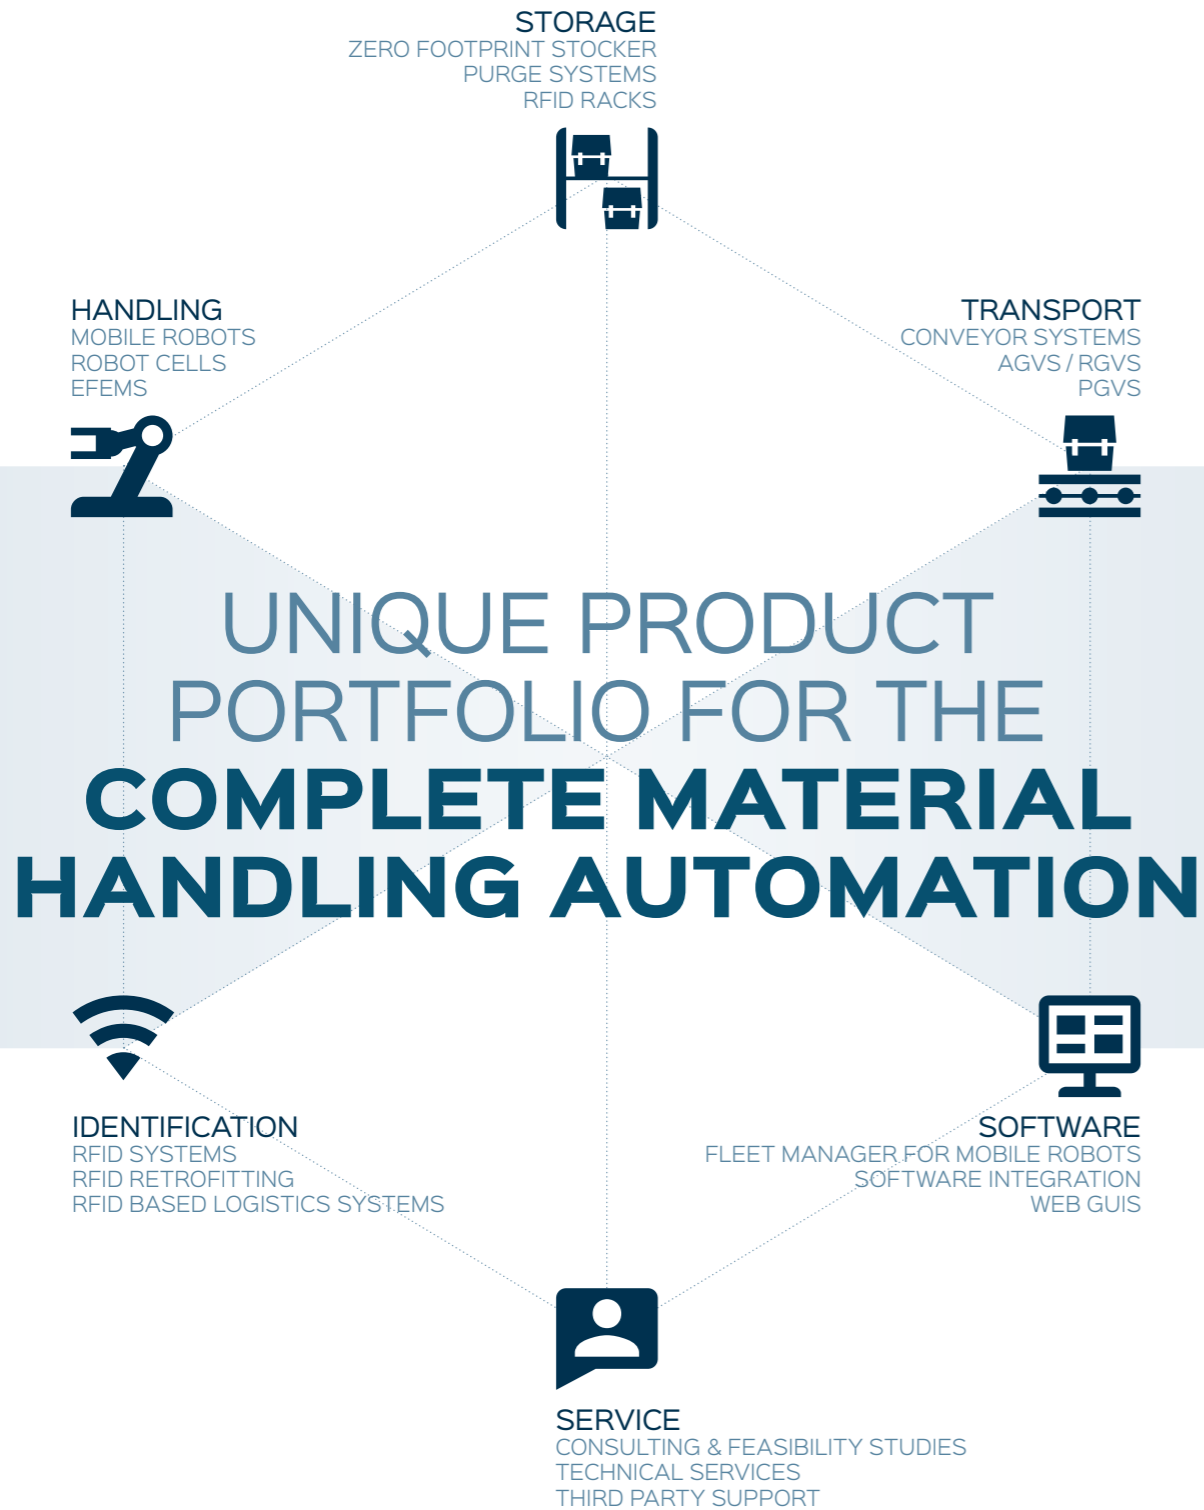 STORAGE
ZERO FOOTPRINT STOCKER
PURGE SYSTEMS
RFID RACKS
HANDLING
MOBILE ROBOTS
ROBOT CELLS
EFEMS
TRANSPORT
CONVEYOR SYSTEMS
AGVS / RGVS
PGVS
UNIQUE PRODUCT
PORTFOLIO FOR THE
COMPLETE MATERIAL
HANDLING AUTOMATION
IDENTIFICATION
RFID SYSTEMS
RFID RETROFITTING
RFID BASED LOGISTICS SYSTEMS
SOFTWARE
FLEET MANAGER FOR MOBILE ROBOTS
SOFTWARE INTEGRATION
WEB GUIS
SERVICE
CONSULTING & FEASIBILITY STUDIES
TECHNICAL SERVICES
THIRD PARTY SUPPORT